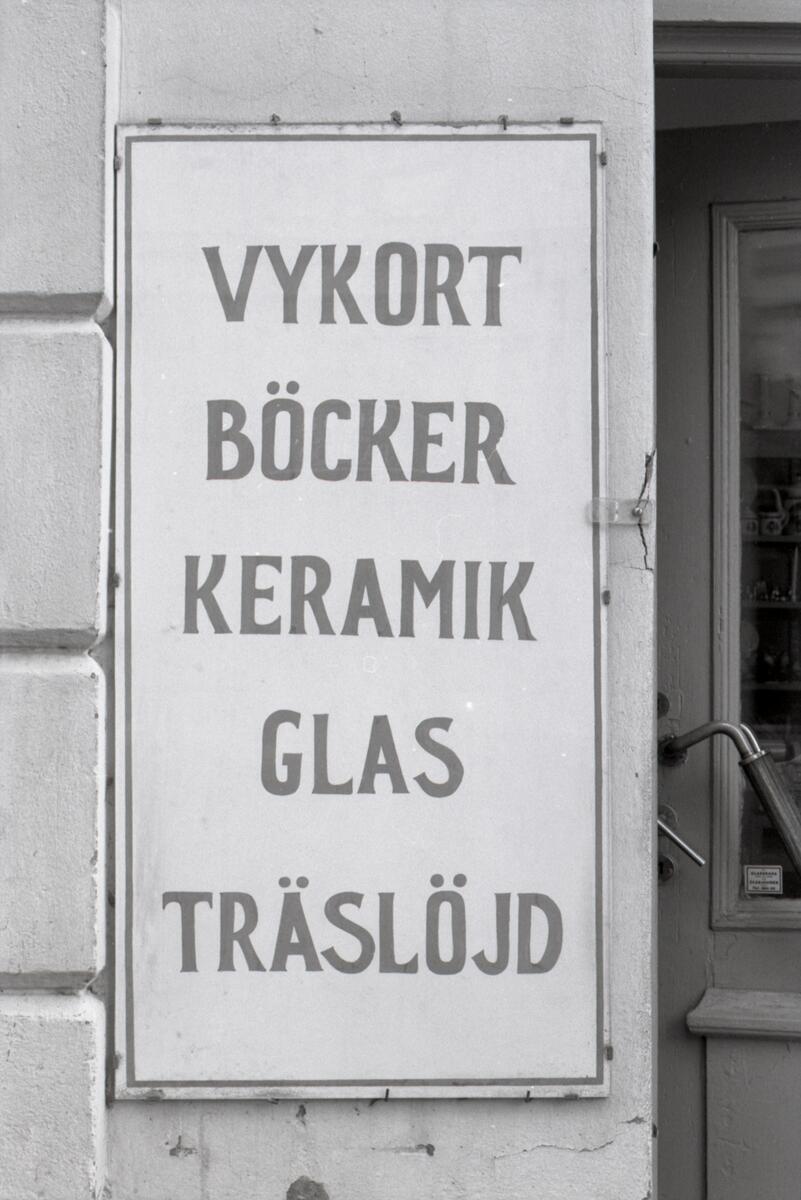 VYKORT
BÖCKER
KERAMIK
GLAS
TRÄSLÖJD